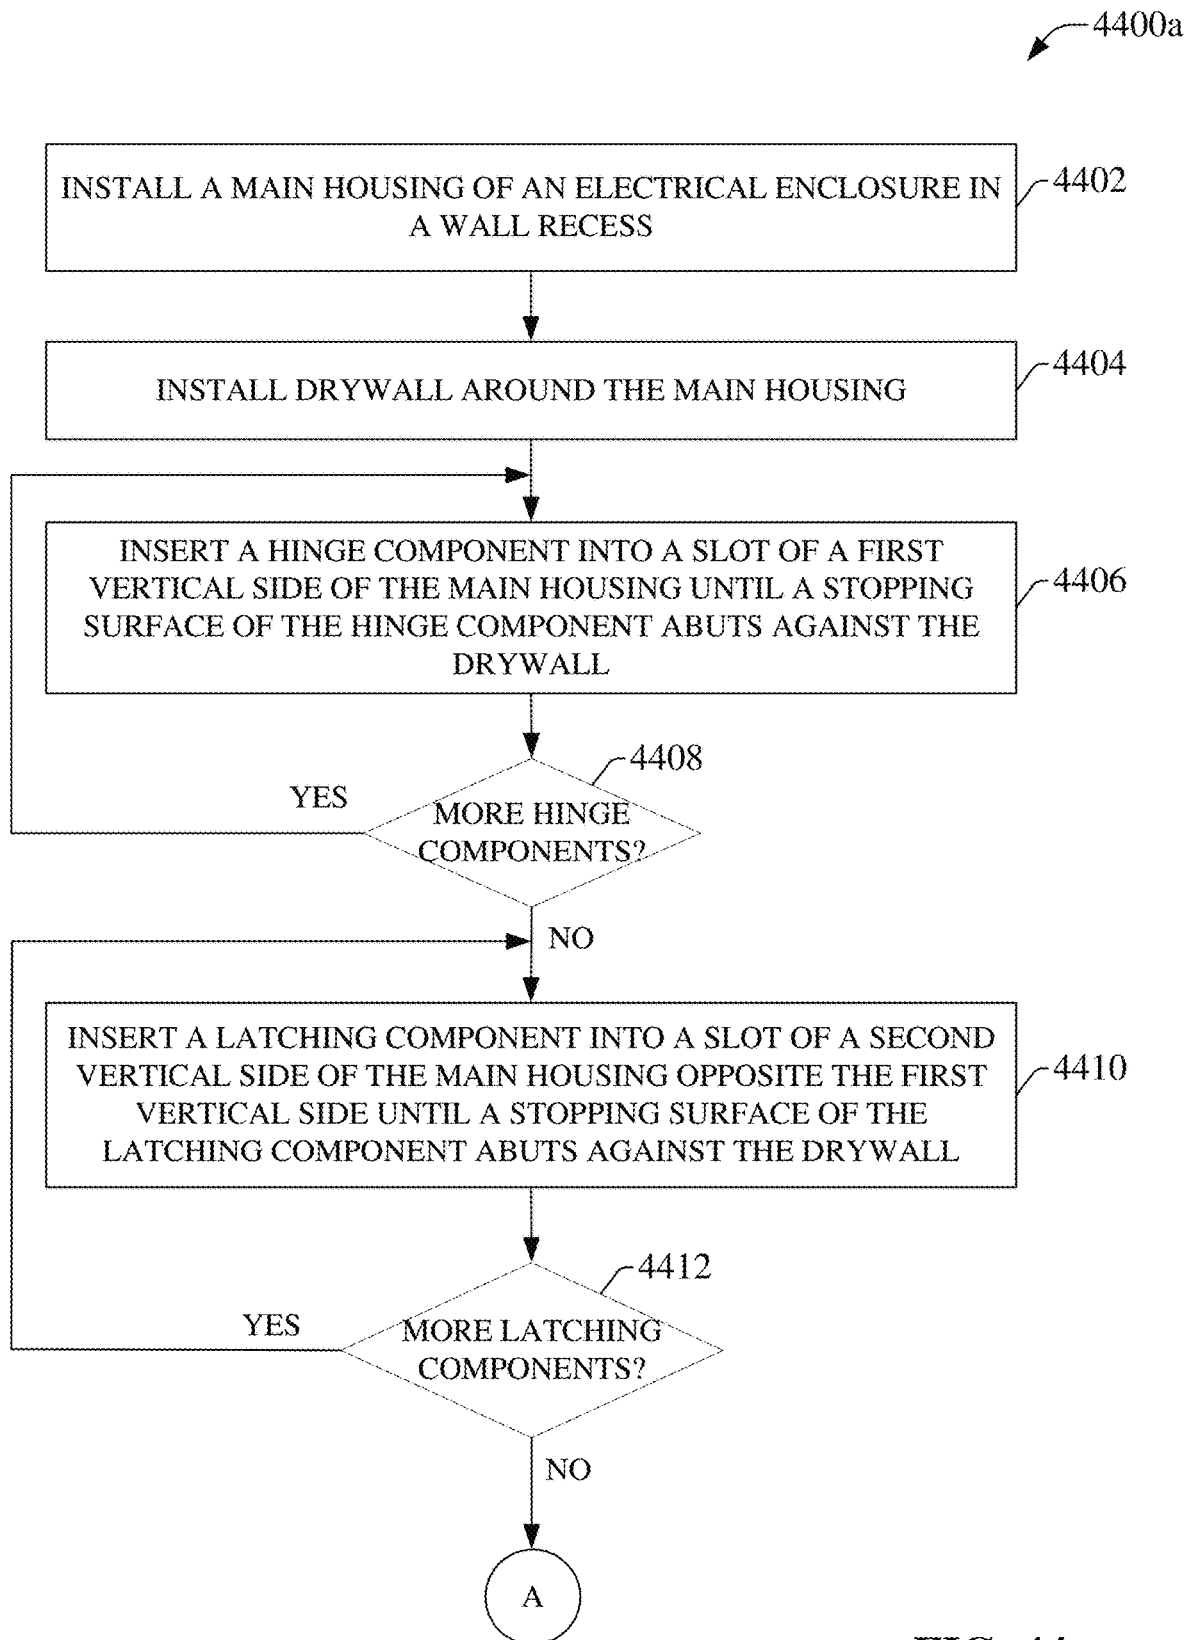 4400a
INSTALL A MAIN HOUSING OF AN ELECTRICAL ENCLOSURE IN
A WALL RECESS
4402
INSTALL DRYWALL AROUND THE MAIN HOUSING
4404
INSERT A HINGE COMPONENT INTO A SLOT OF A FIRST
VERTICAL SIDE OF THE MAIN HOUSING UNTIL A STOPPING
SURFACE OF THE HINGE COMPONENT ABUTS AGAINST THE
DRYWALL
4406
4408
YES
MORE HINGE
COMPONENTS?
NO
INSERT A LATCHING COMPONENT INTO A SLOT OF A SECOND
VERTICAL SIDE OF THE MAIN HOUSING OPPOSITE THE FIRST
VERTICAL SIDE UNTIL A STOPPING SURFACE OF THE
LATCHING COMPONENT ABUTS AGAINST THE DRYWALL
4410
4412
YES
MORE LATCHING
COMPONENTS?
NO
A